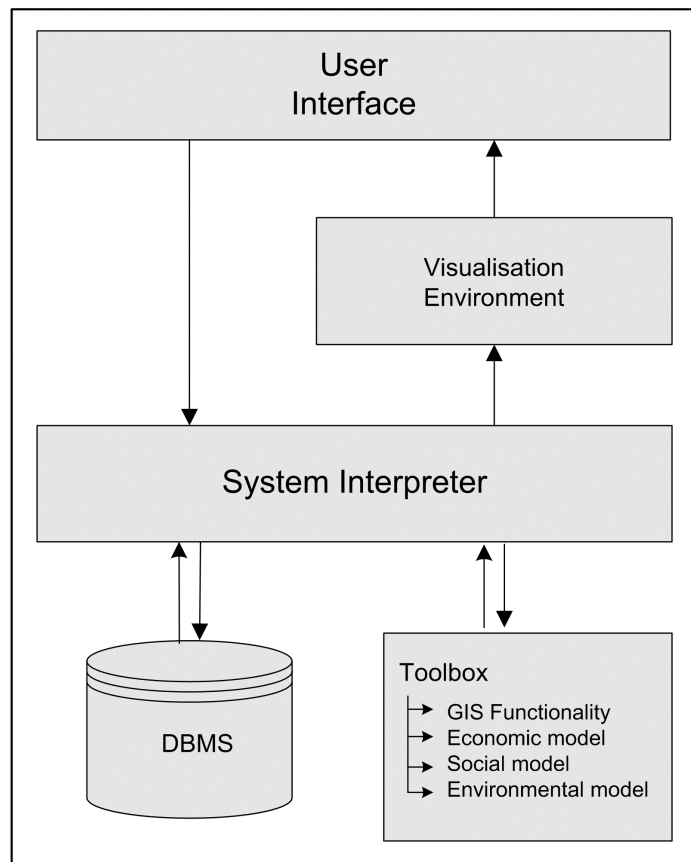 User
Interface
Visualisation
Environment
System Interpreter
DBMS
Toolbox
GIS Functionality
Economic model
Social model
Environmental model